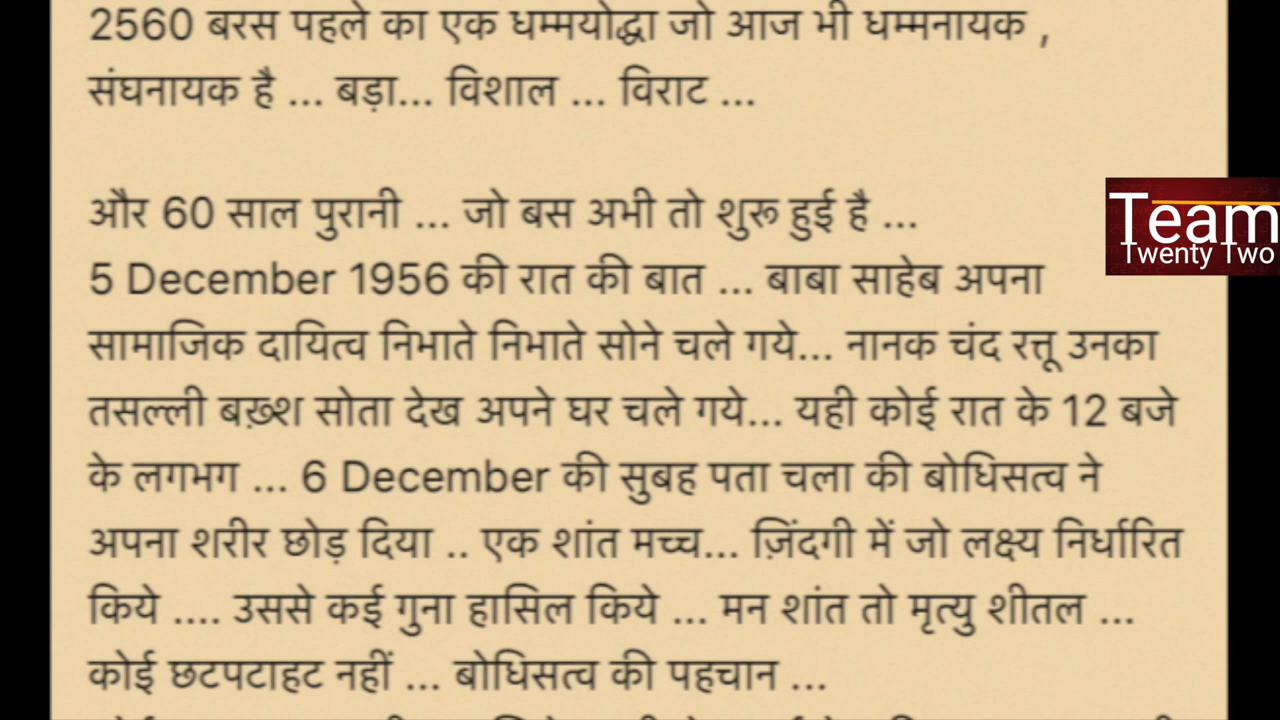 2560 बरस पहले का एक धम्मयोद्धा जो आज भी धम्मनायक ,
संघनायक है ... बड़ा... विशाल ... विराट ...
और 60 साल पुरानी ... जो बस अभी तो शुरू हुई है ...
5 December 1956 की रात की बात ... बाबा साहेब अपना
सामाजिक दायित्व निभाते निभाते सोने चले गये... नानक चंद रत्तू उनका
तसल्ली बख़्श सोता देख अपने घर चले गये... यही कोई रात के 12 बजे
के लगभग ... 6 December की सुबह पता चला की बोधिसत्व ने
अपना शरीर छोड़ दिया .. एक शांत मच्च... ज़िंदगी में जो लक्ष्य निर्धारित
किये .... उससे कई गुना हासिल किये ... मन शांत तो मृत्यु शीतल ...
कोई छटपटाहट नहीं ... बोधिसत्व की पहचान ...
Team
Twenty Two